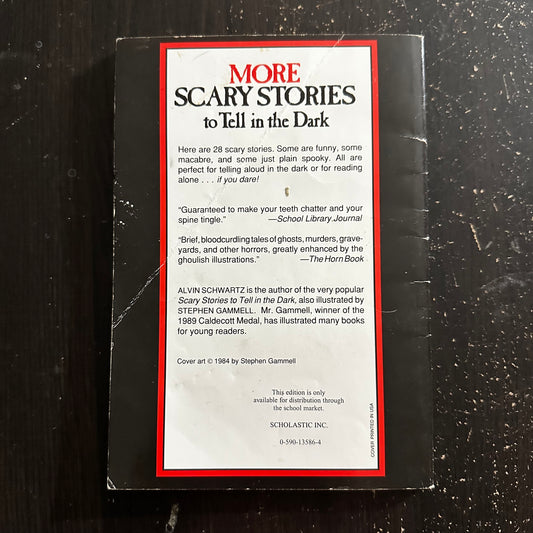 MORE
SCARY STORIES
to Tell in the Dark
Here are 28 scary stories. Some are funny, some
macabre, and some just plain spooky. All are
perfect for telling aloud in the dark or for reading
alone . . . if you dare!
“Guaranteed to make your teeth chatter and your
spine tingle.” —School Library Journal
“Brief, bloodcurdling tales of ghosts, murders, grave-
yards, and other horrors, greatly enhanced by the
ghoulish illustrations.” —The Horn Book
ALVIN SCHWARTZ is the author of the very popular
Scary Stories to Tell in the Dark, also illustrated by
STEPHEN GAMMELL. Mr. Gammell, winner of the
1989 Caldecott Medal, has illustrated many books
for young readers.
Cover art © 1984 by Stephen Gammell
This edition is only
available for distribution through
the school market.
SCHOLASTIC INC.
0-590-13586-4
COVER PRINTED IN USA